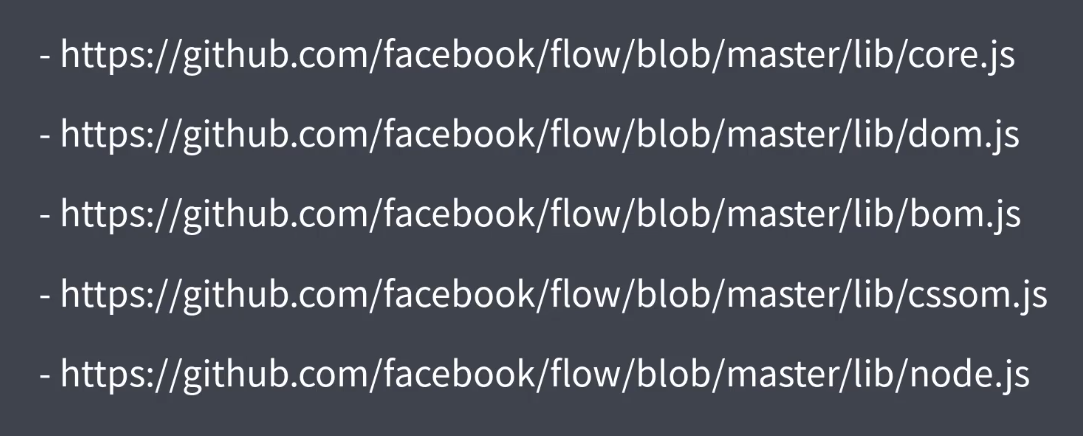 - https://github.com/facebook/flow/blob/master/lib/core.js
- https://github.com/facebook/flow/blob/master/lib/dom.js
- https://github.com/facebook/flow/blob/master/lib/bom.js
- https://github.com/facebook/flow/blob/master/lib/cssom.js
- https://github.com/facebook/flow/blob/master/lib/node.js